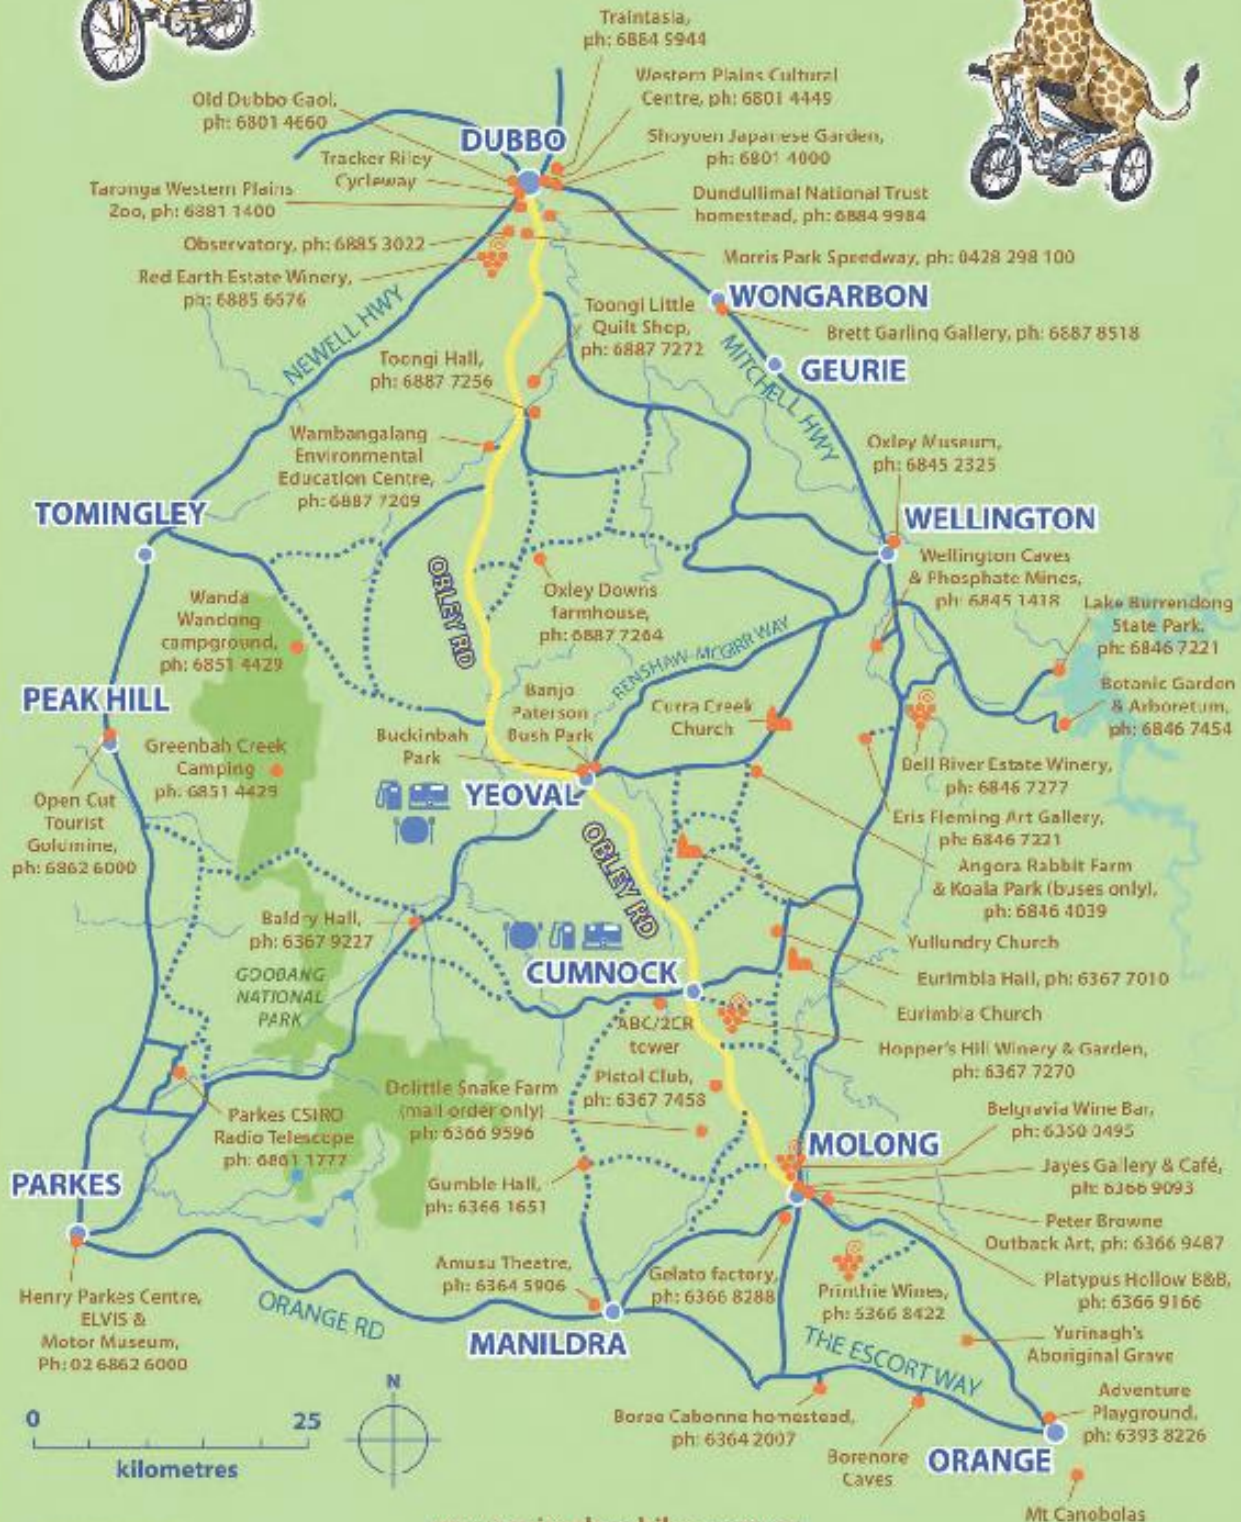 Traintasia,
ph: 6884 9944
Western Plains Cultural
Centre, ph: 6801 4449
Old Dubbo Gaol,
ph: 6801 4660
DUBBO
Shoyoen Japanese Garden,
ph: 6801 4000
Tracker Riley
Cycleway
Taronga Western Plains
Zoo, ph: 6881 1400
Dundullimal National Trust
homestead, ph: 6884 9984
Observatory, ph: 6885 3022
Morris Park Speedway, ph: 0428 298 100
Red Earth Estate Winery,
ph: 6885 6676
WONGARBON
NEWELL HWY
Toongi Little
Quilt Shop,
ph: 6887 7272
Brett Garling Gallery, ph: 6887 8518
MITCHELL HWY
GEURIE
Toongi Hall,
ph: 6887 7256
Wambangalang
Environmental
Education Centre,
ph: 6887 7209
Oxley Museum,
ph: 6845 2325
TOMINGLEY
WELLINGTON
Wellington Caves
& Phosphate Mines,
ph: 6845 1418
OBLEY RD
Oxley Downs
farmhouse,
ph: 6887 7264
Wanda
Wandong
campground,
ph: 6851 4429
Lake Burrendong
State Park,
ph: 6846 7221
RENSHAW-MCGIRR WAY
PEAK HILL
Banjo
Paterson
Bush Park
Curra Creek
Church
Botanic Garden
& Arboretum,
ph: 6846 7454
Buckinbah
Park
Greenbah Creek
Camping
ph: 6851 4429
Bell River Estate Winery,
ph: 6846 7277
YEOVAL
Open Cut
Tourist
Goldmine,
ph: 6862 6000
Eris Fleming Art Gallery,
ph: 6846 7221
OBLEY RD
Angora Rabbit Farm
& Koala Park (buses only),
ph: 6846 4039
Baldry Hall,
ph: 6367 9227
Yullundry Church
GOOBANG
NATIONAL
PARK
CUMNOCK
Eurimbla Hall, ph: 6367 7010
Eurimbla Church
ABC/2CR
tower
Hopper's Hill Winery & Garden,
ph: 6367 7270
Pistol Club,
ph: 6367 7458
Dolittle Snake Farm
(mail order only)
ph: 6366 9596
Parkes CSIRO
Radio Telescope
ph: 6861 1777
Belgravia Wine Bar,
ph: 6360 0495
MOLONG
Jayes Gallery & Café,
ph: 6366 9093
PARKES
Gumble Hall,
ph: 6366 1651
Peter Browne
Outback Art, ph: 6366 9487
Amusu Theatre,
ph: 6364 5906
Gelato factory,
ph: 6366 8288
Printhie Wines,
ph: 6366 8422
Platypus Hollow B&B,
ph: 6366 9166
Henry Parkes Centre,
ELVIS &
Motor Museum,
Ph: 02 6862 6000
ORANGE RD
MANILDRA
THE ESCORT WAY
Yurinagh's
Aboriginal Grave
N
Adventure
Playground,
ph: 6393 8226
0 25
kilometres
Boree Cabonne homestead,
ph: 6364 2007
Borenore
Caves
ORANGE
Mt Canobolas